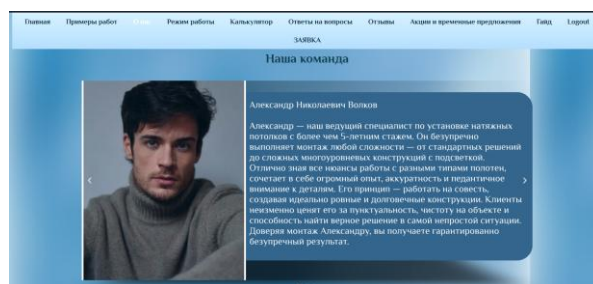 Главная Примеры работ О нас Режим работы Калькулятор Ответы на вопросы Отзывы Акции и временные предложения Гайд Logout
ЗАЯВКА
Наша команда
Александр Николаевич Волков
Александр — наш ведущий специалист по установке натяжных
потолков с более чем 5-летним стажем. Он безупречно
выполняет монтаж любой сложности — от стандартных решений
до сложных многоуровневых конструкций с подсветкой.
Отлично зная все нюансы работы с разными типами полотен,
сочетает в себе огромный опыт, аккуратность и педантичное
внимание к деталям. Его принцип — работать на совесть,
создавая идеально ровные и долговечные конструкции. Клиенты
неизменно ценят его за пунктуальность, чистоту на объекте и
способность найти верное решение в самой непростой ситуации.
Доверяя монтаж Александру, вы получаете гарантированно
безупречный результат.